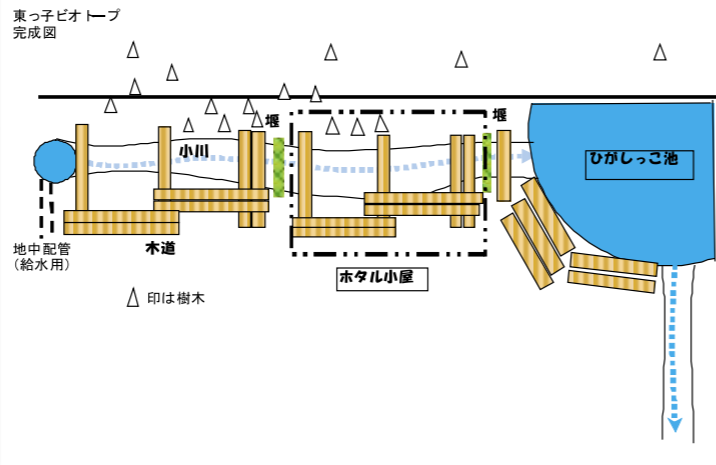 東っ子ビオトープ
完成図
堰
堰
小川
ひがしっこ池
地中配管
（給水用）
木道
ホタル小屋
△ 印は樹木